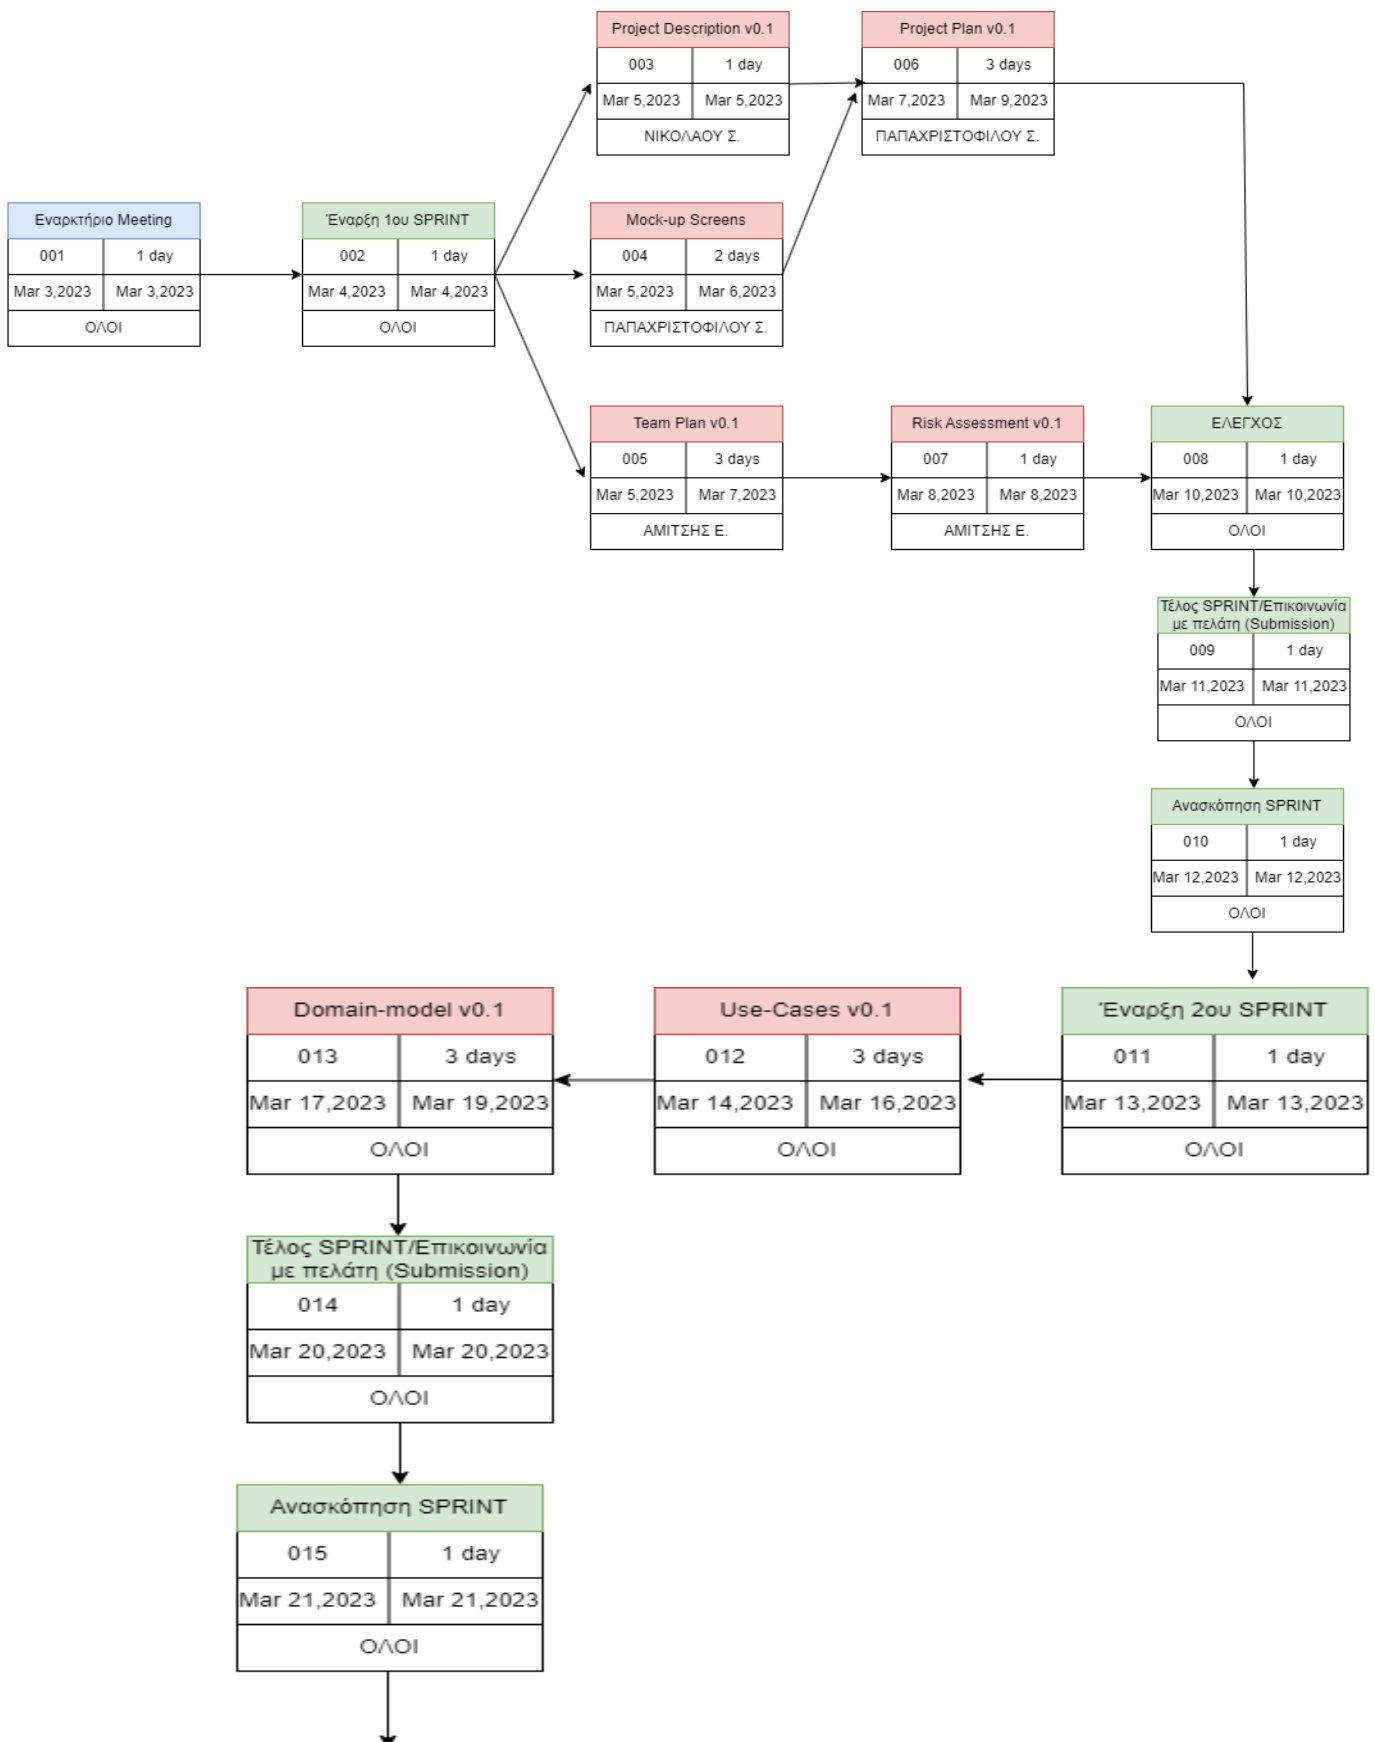 Project Description v0.1
003 1 day
Mar 5,2023 Mar 5,2023
ΝΙΚΟΛΑΟΥ Σ.
Project Plan v0.1
006 3 days
Mar 7,2023 Mar 9,2023
ΠΑΠΑΧΡΙΣΤΟΦΙΛΟΥ Σ.
Εναρκτήριο Meeting
001 1 day
Mar 3,2023 Mar 3,2023
ΟΛΟΙ
Έναρξη 1ου SPRINT
002 1 day
Mar 4,2023 Mar 4,2023
ΟΛΟΙ
Mock-up Screens
004 2 days
Mar 5,2023 Mar 6,2023
ΠΑΠΑΧΡΙΣΤΟΦΙΛΟΥ Σ.
Team Plan v0.1
005 3 days
Mar 5,2023 Mar 7,2023
ΑΜΙΤΣΗΣ Ε.
Risk Assessment v0.1
007 1 day
Mar 8,2023 Mar 8,2023
ΑΜΙΤΣΗΣ Ε.
ΕΛΕΓΧΟΣ
008 1 day
Mar 10,2023 Mar 10,2023
ΟΛΟΙ
Τέλος SPRINT/Επικοινωνία
με πελάτη (Submission)
009 1 day
Mar 11,2023 Mar 11,2023
ΟΛΟΙ
Ανασκόπηση SPRINT
010 1 day
Mar 12,2023 Mar 12,2023
ΟΛΟΙ
Έναρξη 2ου SPRINT
011 1 day
Mar 13,2023 Mar 13,2023
ΟΛΟΙ
Use-Cases v0.1
012 3 days
Mar 14,2023 Mar 16,2023
ΟΛΟΙ
Domain-model v0.1
013 3 days
Mar 17,2023 Mar 19,2023
ΟΛΟΙ
Τέλος SPRINT/Επικοινωνία
με πελάτη (Submission)
014 1 day
Mar 20,2023 Mar 20,2023
ΟΛΟΙ
Ανασκόπηση SPRINT
015 1 day
Mar 21,2023 Mar 21,2023
ΟΛΟΙ